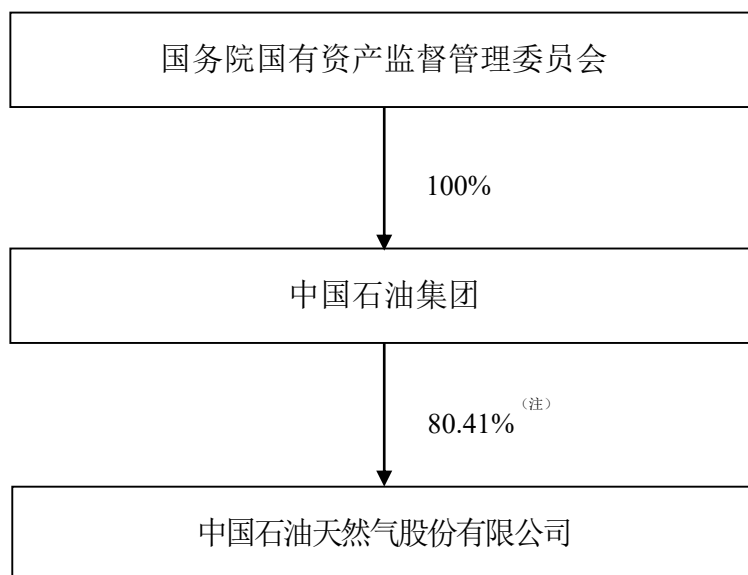 国务院国有资产监督管理委员会
100%
中国石油集团
80.41%（注）
中国石油天然气股份有限公司